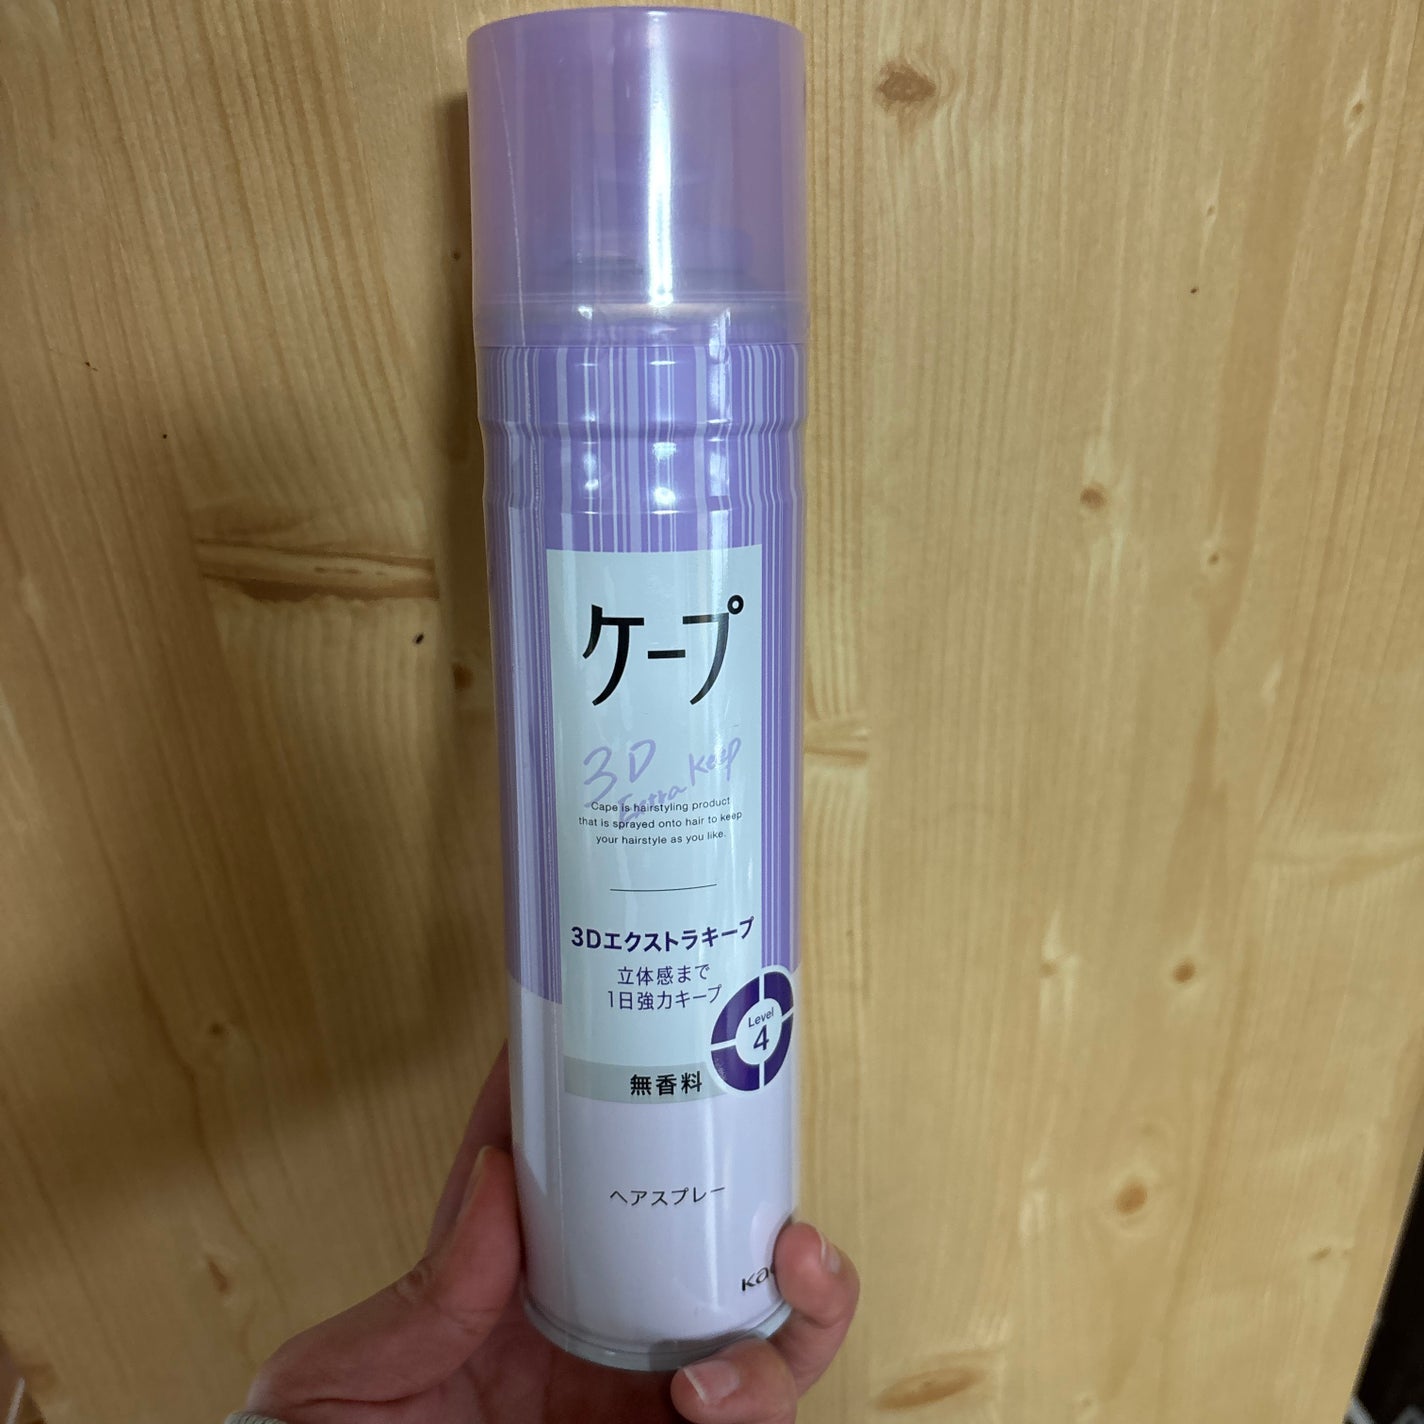 ケープ
3D
Extra Keep
Cape is hairstyling product
that is sprayed onto hair to keep
your hairstyle as you like.
3Dエクストラキープ
立体感まで
1日強力キープ
Level
4
無香料
ヘアスプレー